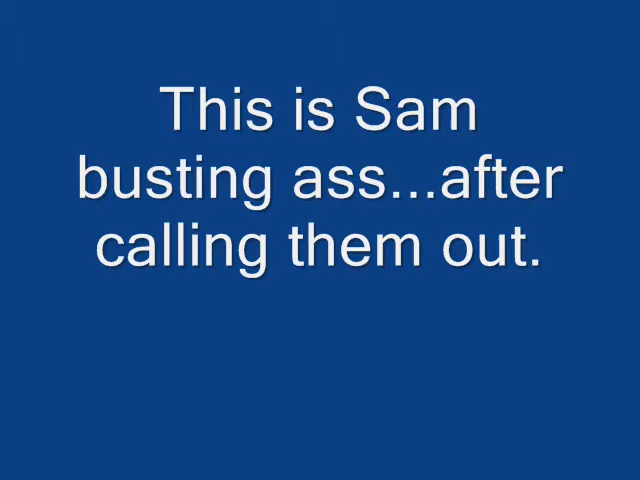 This is Sam
busting ass...after
calling them out.